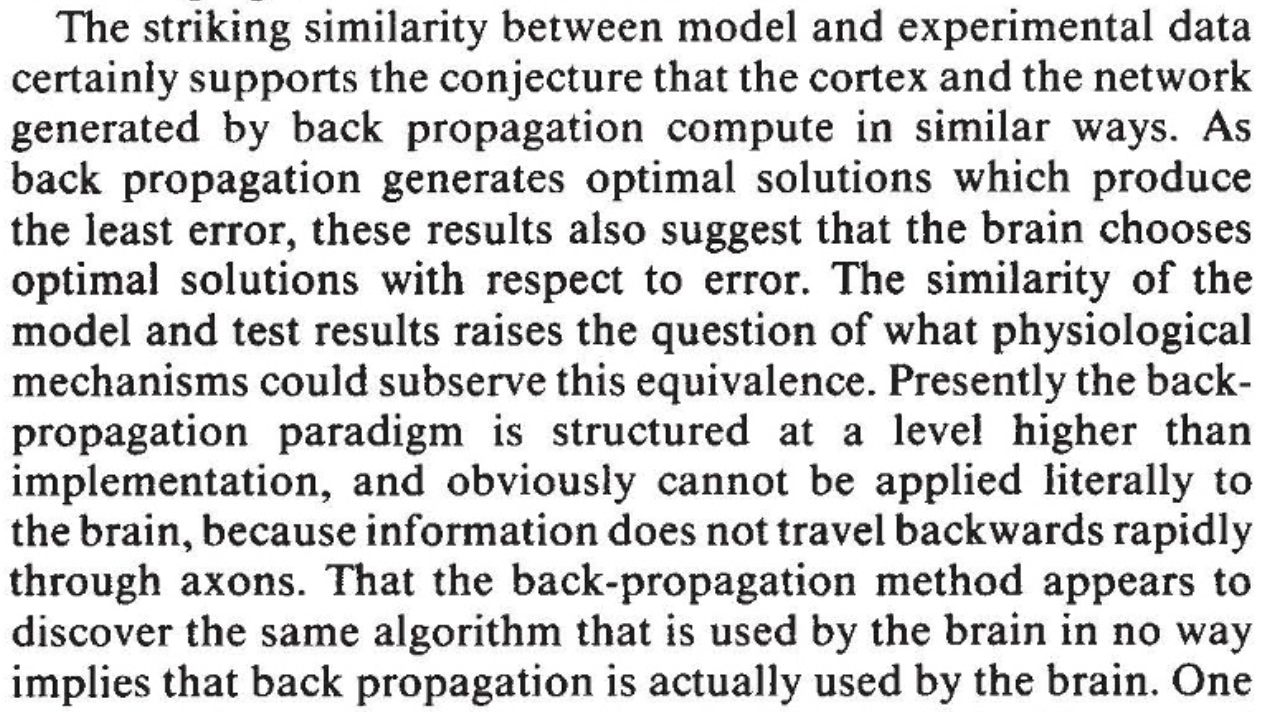 The striking similarity between model and experimental data
certainly supports the conjecture that the cortex and the network
generated by back propagation compute in similar ways. As
back propagation generates optimal solutions which produce
the least error, these results also suggest that the brain chooses
optimal solutions with respect to error. The similarity of the
model and test results raises the question of what physiological
mechanisms could subserve this equivalence. Presently the back-
propagation paradigm is structured at a level higher than
implementation, and obviously cannot be applied literally to
the brain, because information does not travel backwards rapidly
through axons. That the back-propagation method appears to
discover the same algorithm that is used by the brain in no way
implies that back propagation is actually used by the brain. One